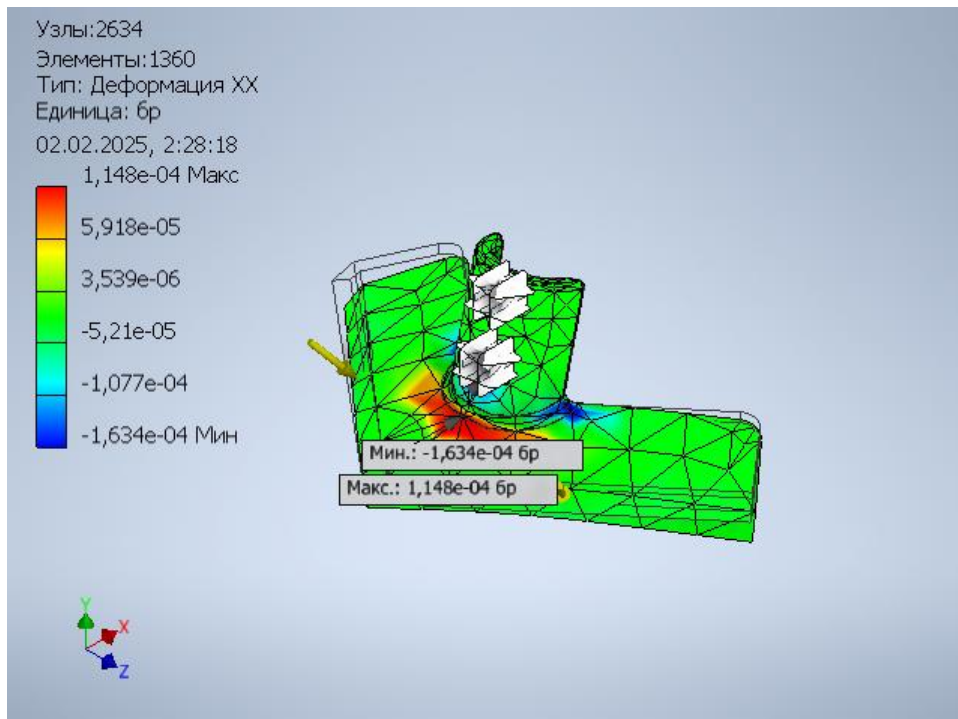 Узлы:2634
Элементы:1360
Тип: Деформация XX
Единица: бр
02.02.2025, 2:28:18
1,148e-04 Макс
5,918e-05
3,539e-06
-5,21e-05
-1,077e-04
-1,634e-04 Мин
Мин.: -1,634e-04 бр
Макс.: 1,148e-04 бр
Y
X
Z